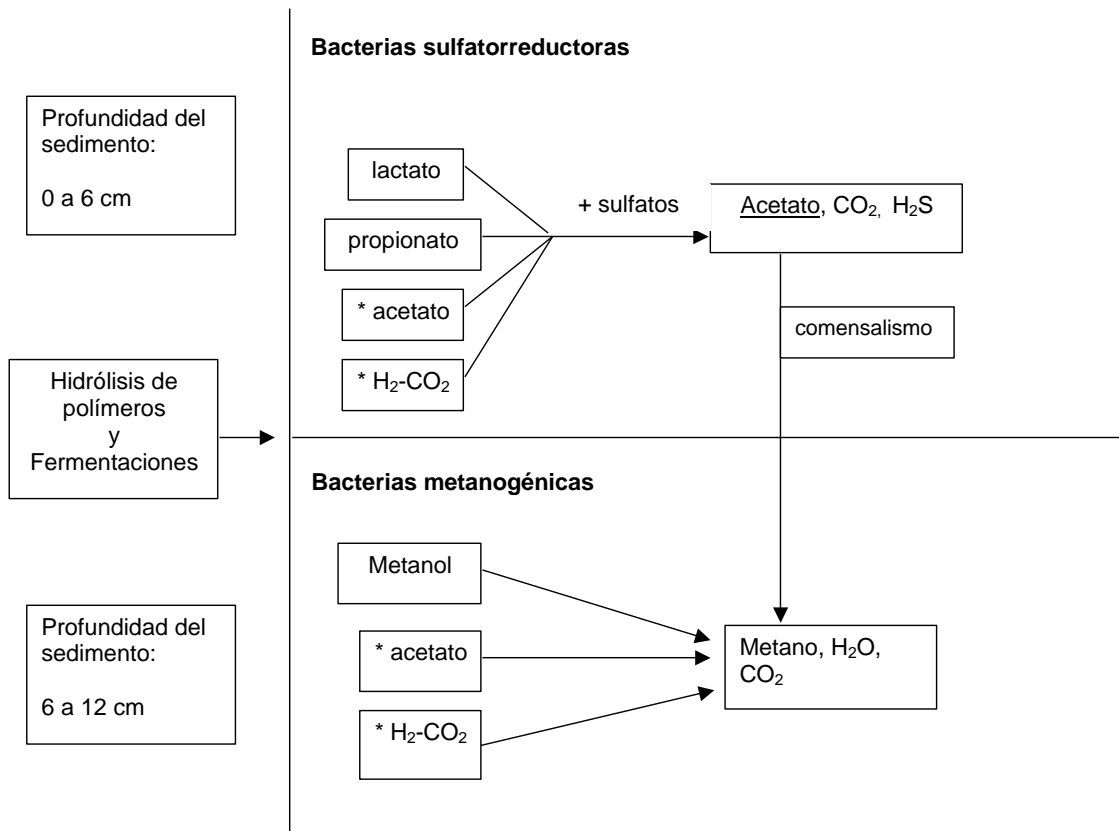 Bacterias sulfatorreductoras
Profundidad del
sedimento:
0 a 6 cm
lactato
propionato
* acetato
* H₂-CO₂
+ sulfatos
Acetato, CO₂, H₂S
comensalismo
Hidrólisis de
polímeros
y
Fermentaciones
Bacterias metanogénicas
Profundidad del
sedimento:
6 a 12 cm
Metanol
* acetato
* H₂-CO₂
Metano, H₂O,
CO₂